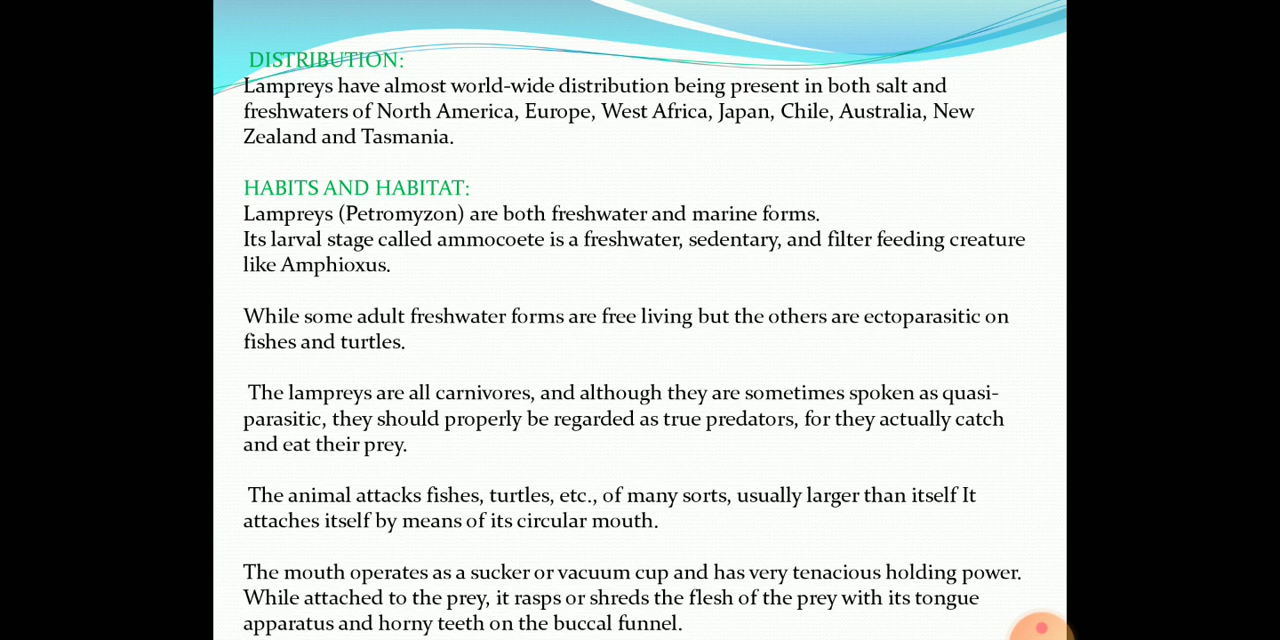 DISTRIBUTION:
Lampreys have almost world-wide distribution being present in both salt and
freshwaters of North America, Europe, West Africa, Japan, Chile, Australia, New
Zealand and Tasmania.
HABITS AND HABITAT:
Lampreys (Petromyzon) are both freshwater and marine forms.
Its larval stage called ammocoete is a freshwater, sedentary, and filter feeding creature
like Amphioxus.
While some adult freshwater forms are free living but the others are ectoparasitic on
fishes and turtles.
The lampreys are all carnivores, and although they are sometimes spoken as quasi-
parasitic, they should properly be regarded as true predators, for they actually catch
and eat their prey.
The animal attacks fishes, turtles, etc., of many sorts, usually larger than itself It
attaches itself by means of its circular mouth.
The mouth operates as a sucker or vacuum cup and has very tenacious holding power.
While attached to the prey, it rasps or shreds the flesh of the prey with its tongue
apparatus and horny teeth on the buccal funnel.